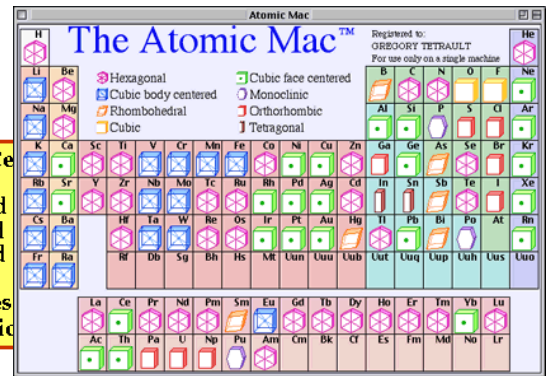 Atomic Mac
The Atomic Mac™
Registered to:
GREGORY TETRAULT
For use only on a single machine
Hexagonal
Cubic face centered
Cubic body centered
Monoclinic
Rhombohedral
Orthorhombic
Cubic
Tetragonal
H He
Li Be B C N O F Ne
Na Mg Al Si P S Cl Ar
K Ca Sc Ti V Cr Mn Fe Co Ni Cu Zn Ga Ge As Se Br Kr
Rb Sr Y Zr Nb Mo Tc Ru Rh Pd Ag Cd In Sn Sb Te I Xe
Cs Ba Hf Ta W Re Os Ir Pt Au Hg Tl Pb Bi Po At Rn
Fr Ra Rf Db Sg Bh Hs Mt Uun Uuu Uub Uut Uuq Uup Uuh Uus Uuo
La Ce Pr Nd Pm Sm Eu Gd Tb Dy Ho Er Tm Yb Lu
Ac Th Pa U Np Pu Am Cm Bk Cf Es Fm Md No Lr